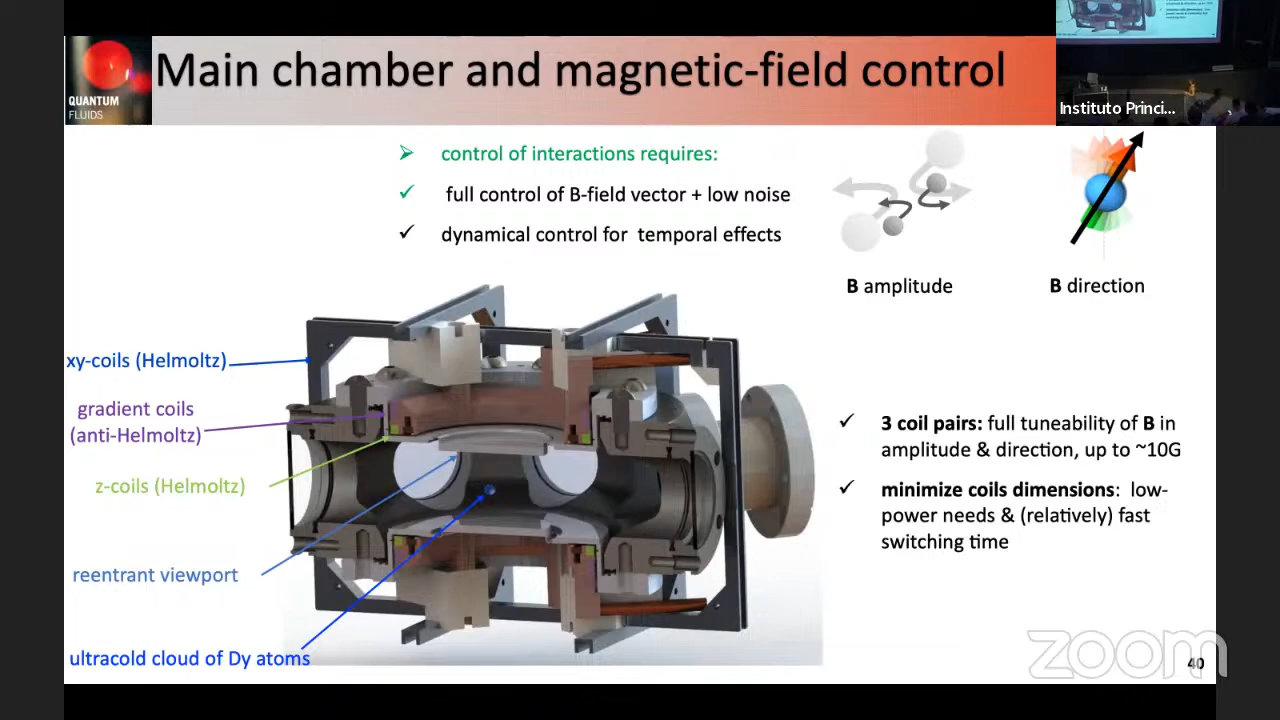 Main chamber and magnetic-field control
QUANTUM
FLUIDS
Instituto Princi...
➢ control of interactions requires:
✓ full control of B-field vector + low noise
✓ dynamical control for temporal effects
B amplitude
B direction
xy-coils (Helmoltz)
gradient coils
(anti-Helmoltz)
z-coils (Helmoltz)
reentrant viewport
ultracold cloud of Dy atoms
✓ 3 coil pairs: full tuneability of B in
amplitude & direction, up to ~10G
✓ minimize coils dimensions: low-
power needs & (relatively) fast
switching time
zoom
40